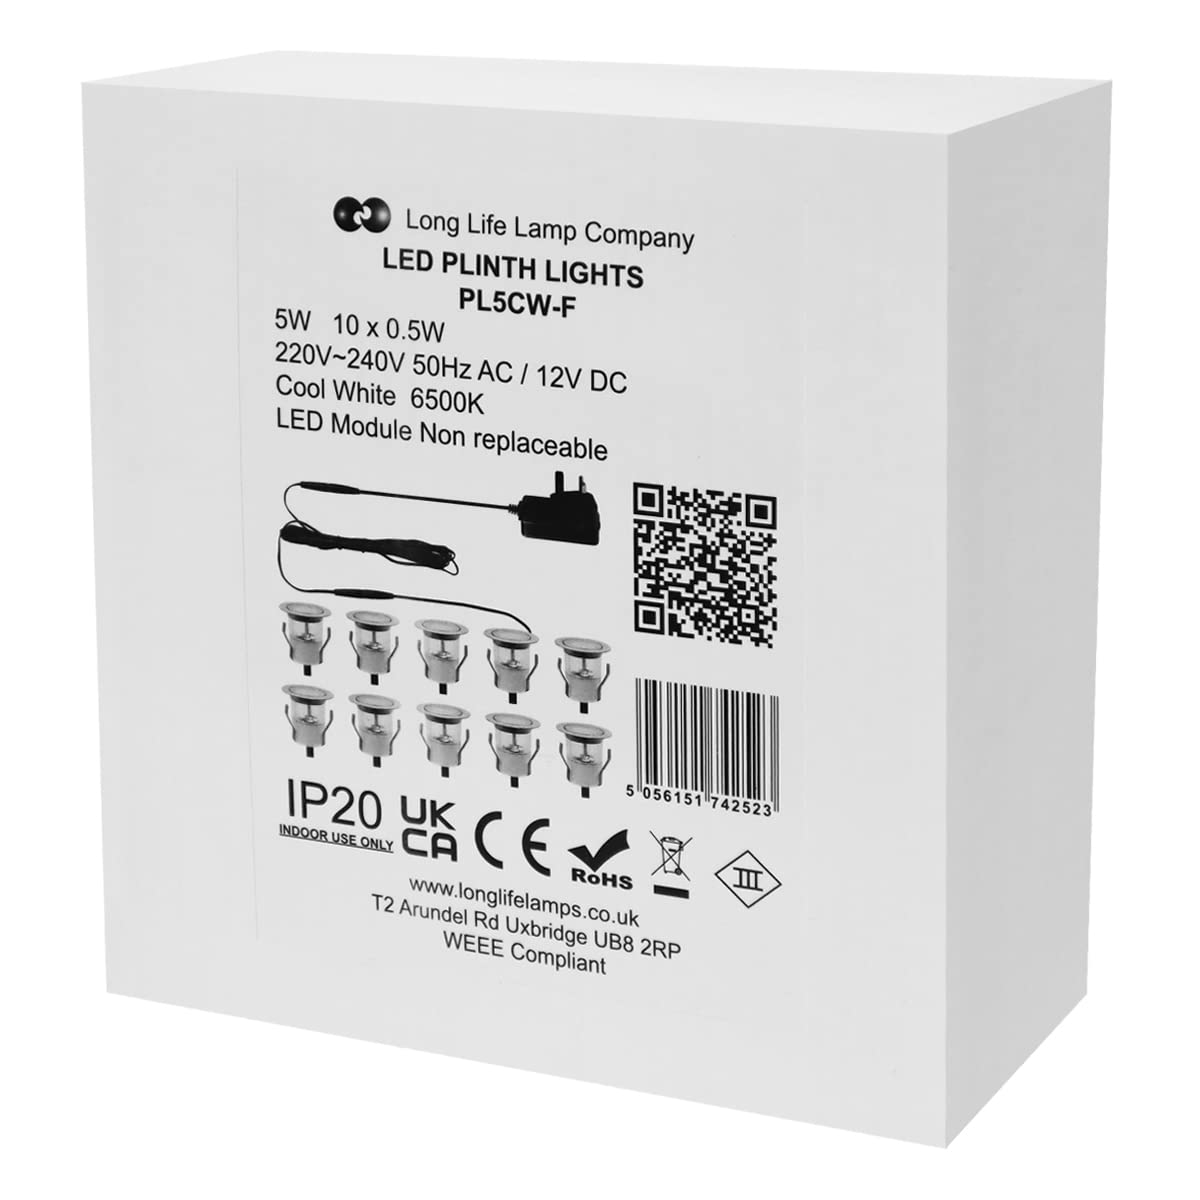 Long Life Lamp Company
LED PLINTH LIGHTS
PL5CW-F
5W 10 x 0.5W
220V~240V 50Hz AC / 12V DC
Cool White 6500K
LED Module Non replaceable
5 056151 742523
IP20
INDOOR USE ONLY
UK
CA
CE
RoHS
III
www.longlifelamps.co.uk
T2 Arundel Rd Uxbridge UB8 2RP
WEEE Compliant